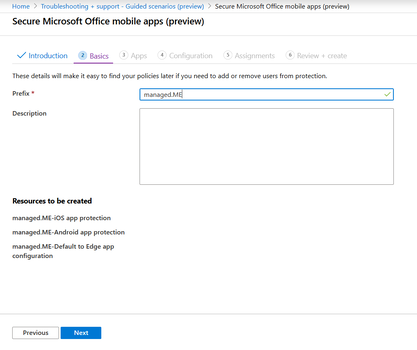 Home > Troubleshooting + support - Guided scenarios (preview) > Secure Microsoft Office mobile apps (preview)
Secure Microsoft Office mobile apps (preview)
Introduction 2 Basics 3 Apps 4 Configuration 5 Assignments 6 Review + create
These details will make it easy to find your policies later if you need to add or remove users from protection.
Prefix * managed.ME
Description
Resources to be created
managed.ME-iOS app protection
managed.ME-Android app protection
managed.ME-Default to Edge app
configuration
Previous Next